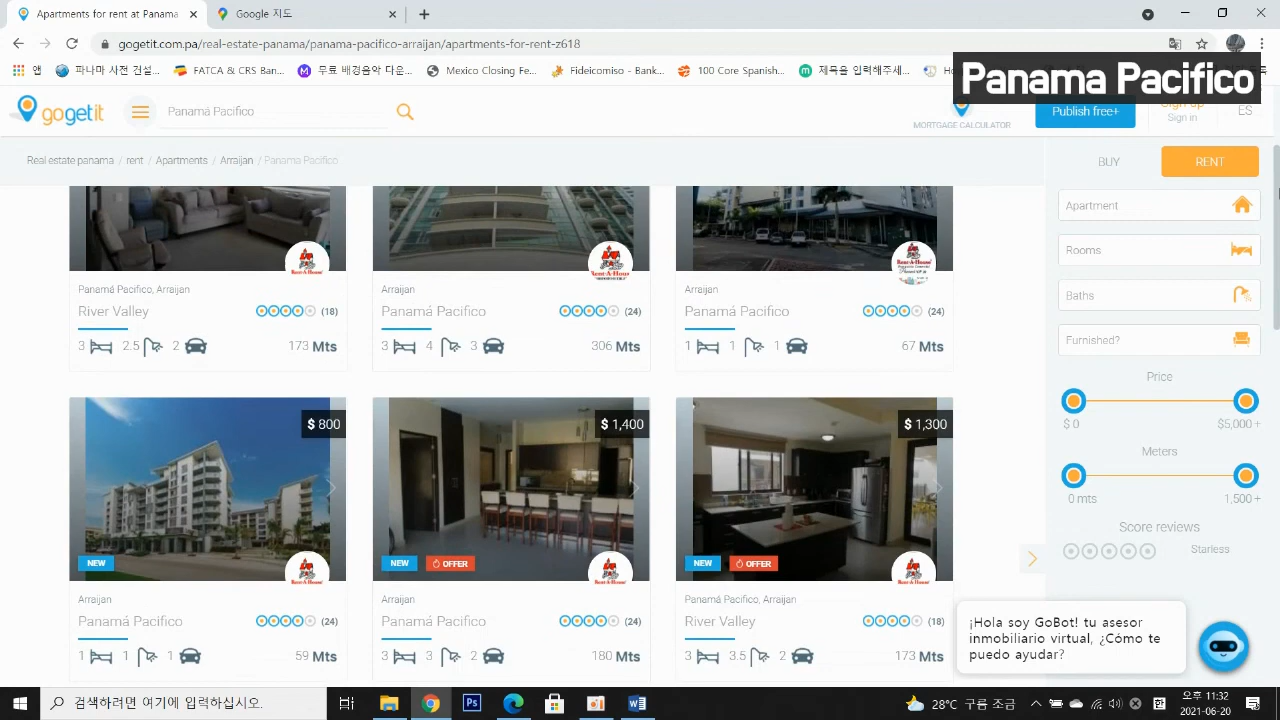 Apartments for rent at Panama
Google 지도
gogetit.com.pa/real-estate-panama/panama-pacifico-arraijan/apartments-for-rent-z618
앱
파나마 사전 건설...
FATCA & CRS Ban...
무료 배경음악 다운...
Mexico Closing Fe...
Fideicomiso - Bank...
100 Core Spanish...
제목을 입력해주세...
Panama Pacifico
gogetit
Panamá Pacifico
MORTGAGE CALCULATOR
Publish free+
Sign up
Sign in
ES
Real estate panama / rent / Apartments / Arraijan / Panama Pacifico
BUY
RENT
Apartment
Rooms
Baths
Furnished?
Price
$ 0
$5,000 +
Meters
0 mts
1,500 +
Score reviews
Starless
Panamá Pacifico, Arraijan
River Valley
(18)
3 2.5 2 173 Mts
Arraijan
Panamá Pacifico
(24)
3 4 3 306 Mts
Arraijan
Panamá Pacifico
(24)
1 1 1 67 Mts
$ 800
NEW
Arraijan
Panamá Pacifico
(24)
1 1 1 59 Mts
$ 1,400
NEW
OFFER
Arraijan
Panamá Pacifico
(24)
3 3 2 180 Mts
$ 1,300
NEW
OFFER
Panamá Pacifico, Arraijan
River Valley
(18)
3 3.5 2 173 Mts
¡Hola soy GoBot! tu asesor
inmobiliario virtual, ¿Cómo te
puedo ayudar?
검색하려면 여기에 입력하십시오.
28°C 구름 조금
오후 11:32
2021-06-20